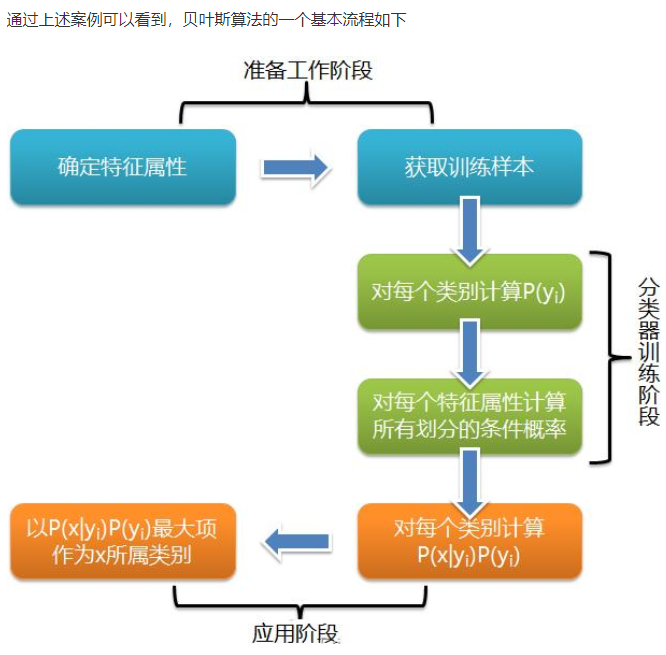 通过上述案例可以看到，贝叶斯算法的一个基本流程如下
准备工作阶段
确定特征属性
获取训练样本
对每个类别计算P(yi)
对每个特征属性计算
所有划分的条件概率
分类器训练阶段
对每个类别计算
P(x|yi)P(yi)
以P(x|yi)P(yi)最大项
作为x所属类别
应用阶段